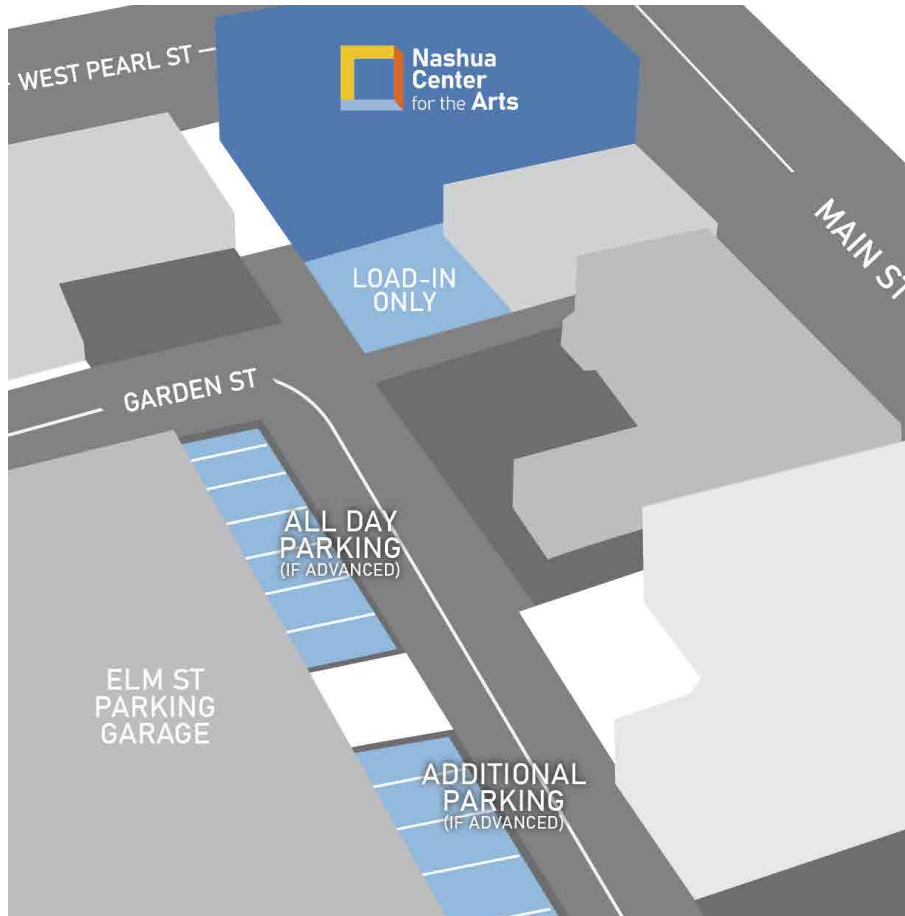 WEST PEARL ST
Nashua
Center
for the Arts
MAIN ST
LOAD-IN
ONLY
GARDEN ST
ALL DAY
PARKING
(IF ADVANCED)
ELM ST
PARKING
GARAGE
ADDITIONAL
PARKING
(IF ADVANCED)